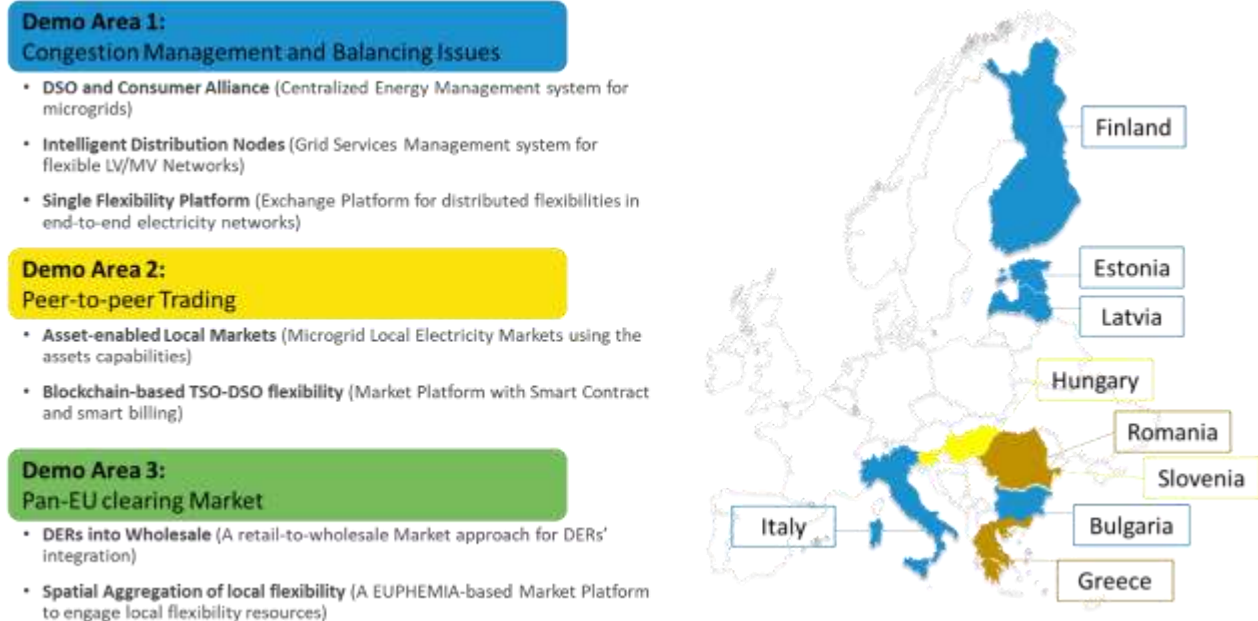 Demo Area 1:
Congestion Management and Balancing Issues
• DSO and Consumer Alliance (Centralized Energy Management system for
microgrids)
• Intelligent Distribution Nodes (Grid Services Management system for
flexible LV/MV Networks)
• Single Flexibility Platform (Exchange Platform for distributed flexibilities in
end-to-end electricity networks)
Demo Area 2:
Peer-to-peer Trading
• Asset-enabled Local Markets (Microgrid Local Electricity Markets using the
assets capabilities)
• Blockchain-based TSO-DSO flexibility (Market Platform with Smart Contract
and smart billing)
Demo Area 3:
Pan-EU clearing Market
• DERs into Wholesale (A retail-to-wholesale Market approach for DERs'
integration)
• Spatial Aggregation of local flexibility (A EUPHEMIA-based Market Platform
to engage local flexibility resources)
Finland
Estonia
Latvia
Hungary
Romania
Slovenia
Italy
Bulgaria
Greece